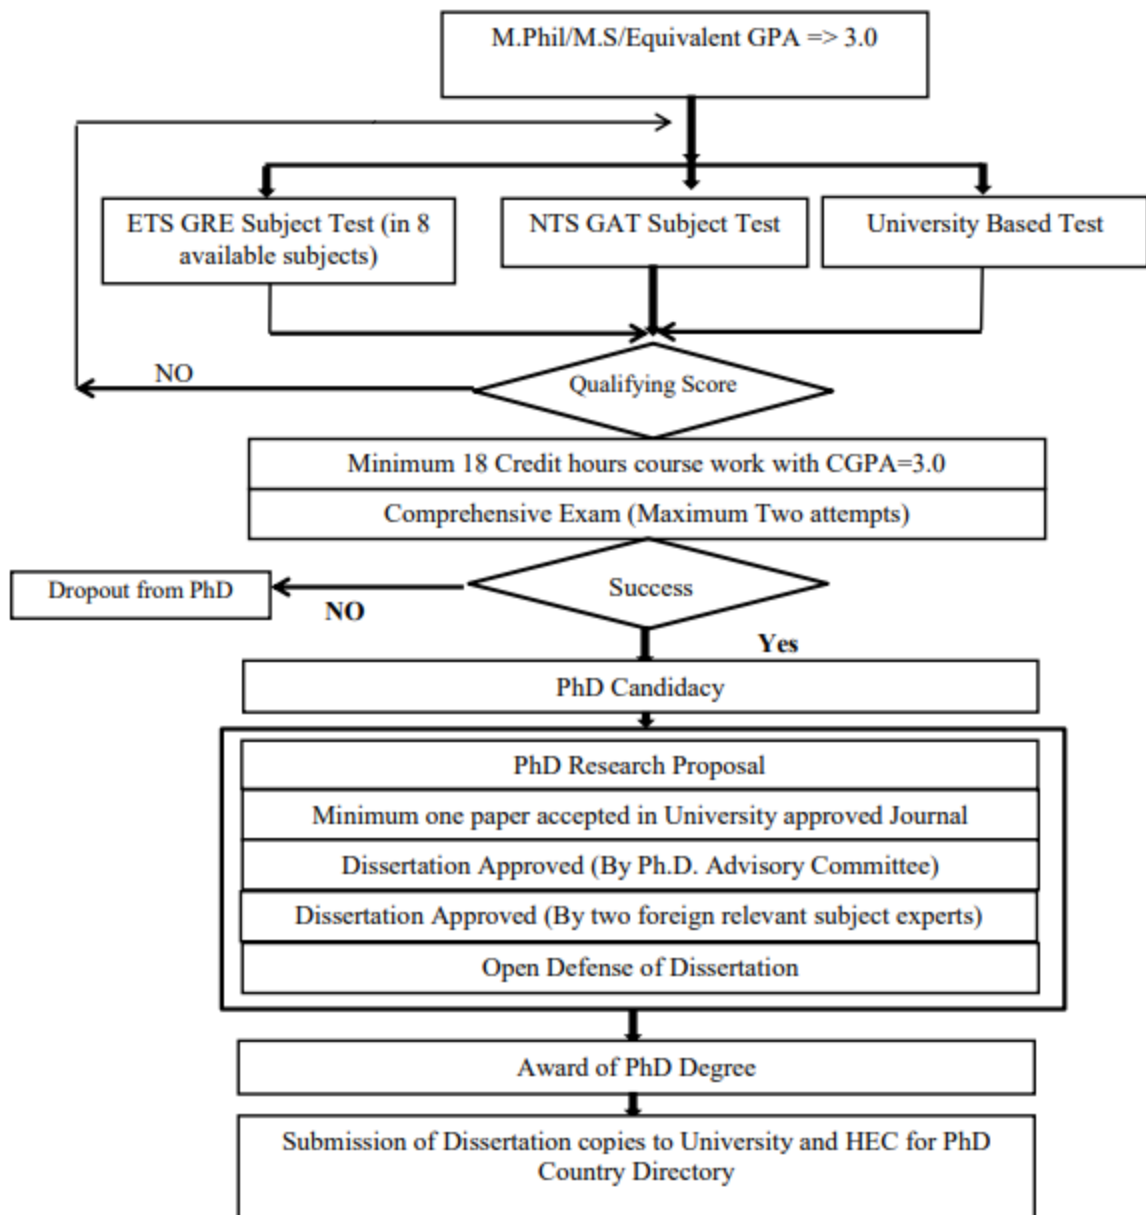 M.Phil/M.S/Equivalent GPA => 3.0
ETS GRE Subject Test (in 8
available subjects)
NTS GAT Subject Test
University Based Test
NO
Qualifying Score
Minimum 18 Credit hours course work with CGPA=3.0
Comprehensive Exam (Maximum Two attempts)
Dropout from PhD
NO
Success
Yes
PhD Candidacy
PhD Research Proposal
Minimum one paper accepted in University approved Journal
Dissertation Approved (By Ph.D. Advisory Committee)
Dissertation Approved (By two foreign relevant subject experts)
Open Defense of Dissertation
Award of PhD Degree
Submission of Dissertation copies to University and HEC for PhD
Country Directory